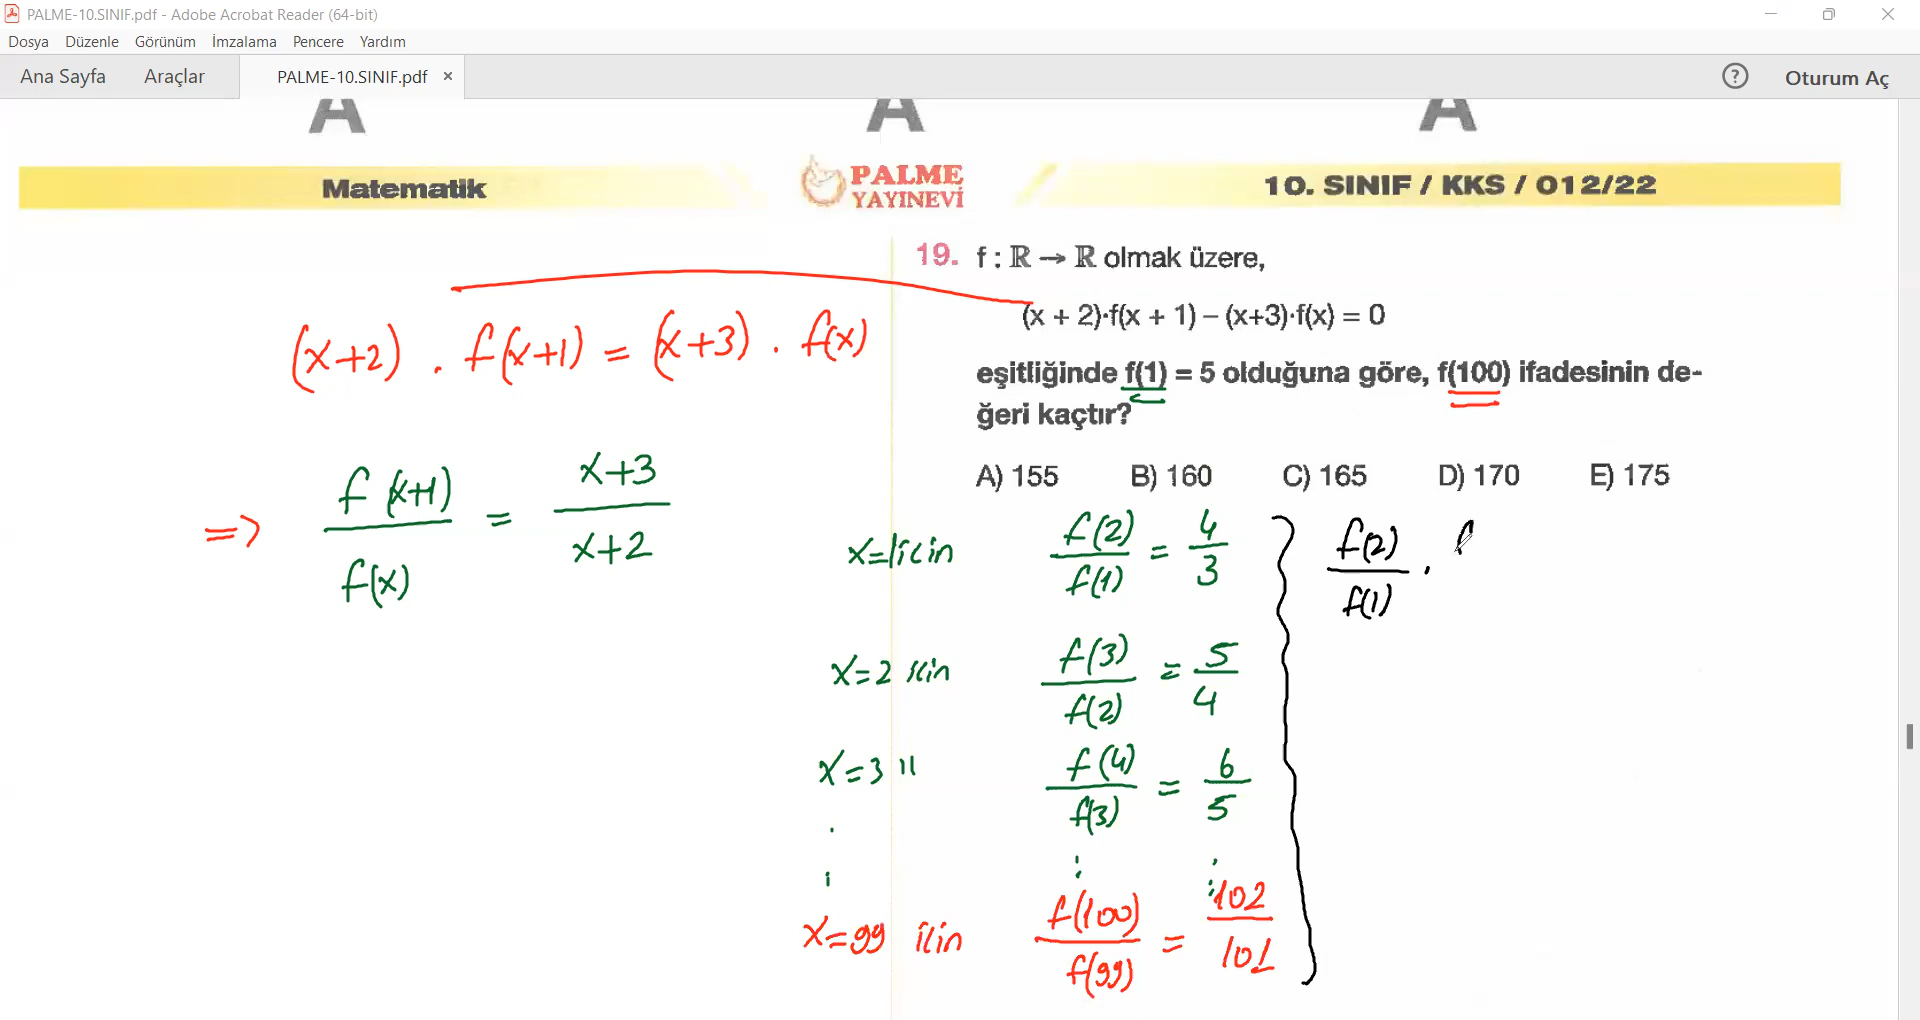 PALME-10.SINIF.pdf - Adobe Acrobat Reader (64-bit)
Dosya Düzenle Görünüm İmzalama Pencere Yardım
Ana Sayfa Araçlar PALME-10.SINIF.pdf × ? Oturum Aç
A A A
Matematik PALME YAYINEVİ 10. SINIF / KKS / 012/22
19. f : ℝ → ℝ olmak üzere,
(x + 2)·f(x + 1) – (x+3)·f(x) = 0
eşitliğinde f(1) = 5 olduğuna göre, f(100) ifadesinin de-
ğeri kaçtır?
A) 155 B) 160 C) 165 D) 170 E) 175
(x+2) . f(x+1) = (x+3) . f(x)
=> f(x+1)/f(x) = x+3/x+2
x=1 için f(2)/f(1) = 4/3
x=2 için f(3)/f(2) = 5/4
x=3 " f(4)/f(3) = 6/5
: : :
x=99 için f(100)/f(99) = 102/101
f(2)/f(1) . f